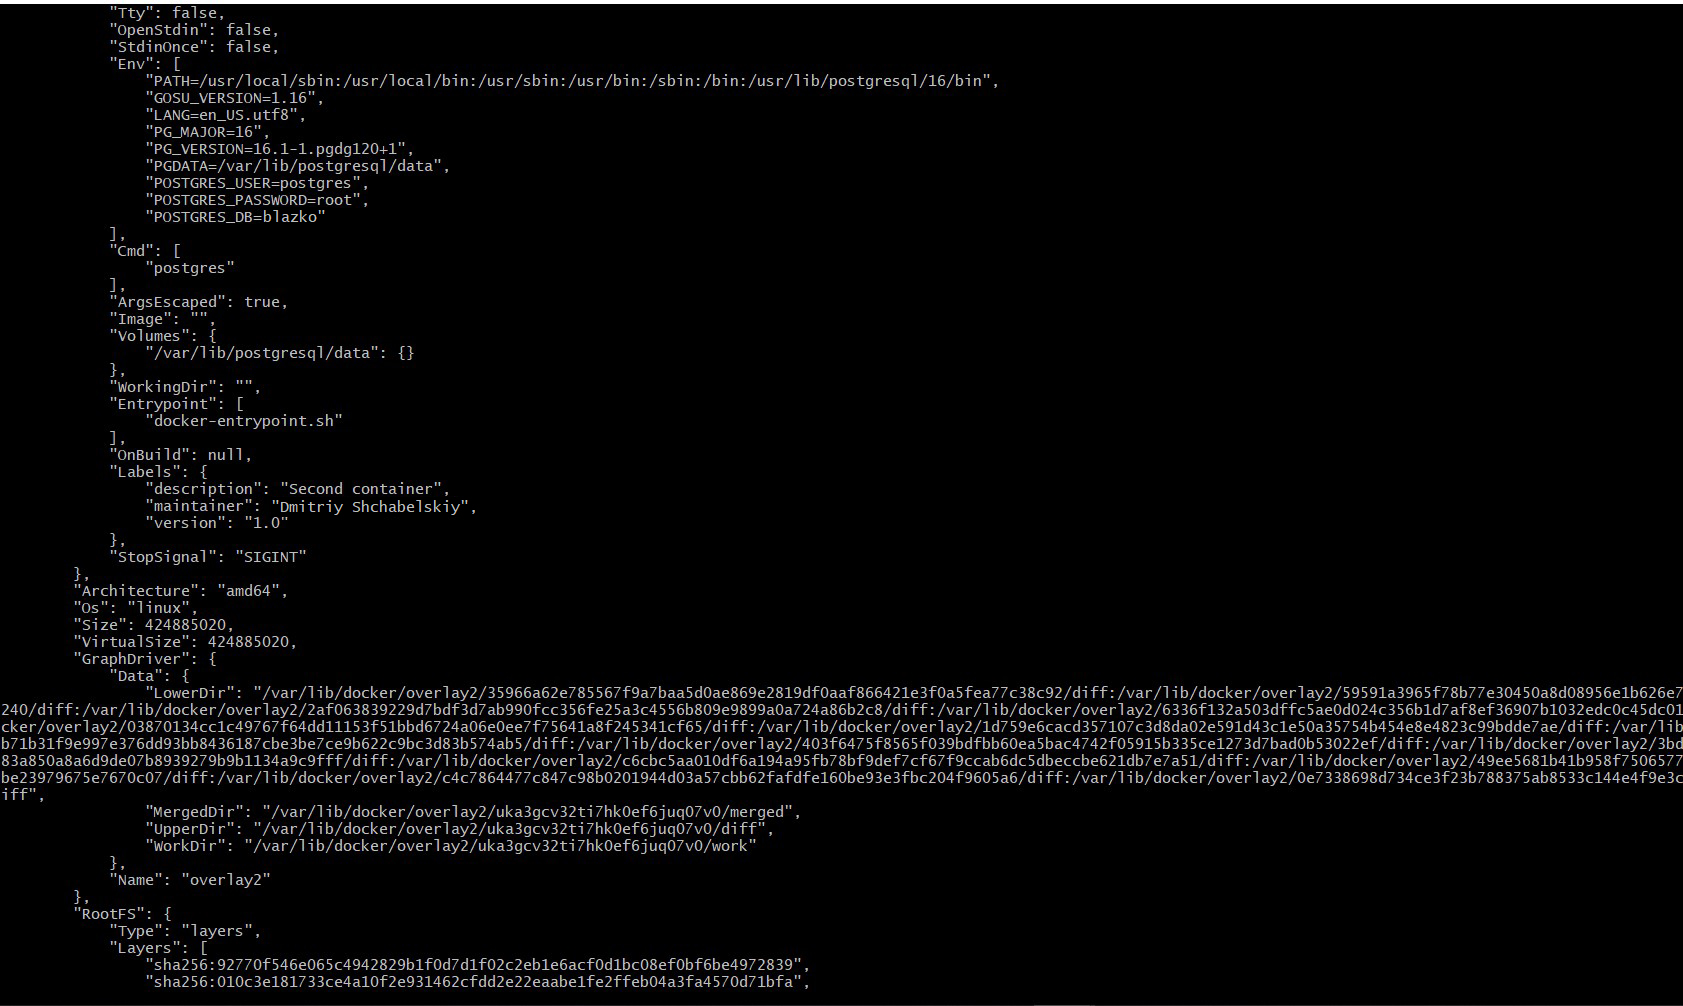 "Tty": false,
"OpenStdin": false,
"StdinOnce": false,
"Env": [
"PATH=/usr/local/sbin:/usr/local/bin:/usr/sbin:/usr/bin:/sbin:/bin:/usr/lib/postgresql/16/bin",
"GOSU_VERSION=1.16",
"LANG=en_US.utf8",
"PG_MAJOR=16",
"PG_VERSION=16.1-1.pgdg120+1",
"PGDATA=/var/lib/postgresql/data",
"POSTGRES_USER=postgres",
"POSTGRES_PASSWORD=root",
"POSTGRES_DB=blazko"
],
"Cmd": [
"postgres"
],
"ArgsEscaped": true,
"Image": "",
"Volumes": {
"/var/lib/postgresql/data": {}
},
"WorkingDir": "",
"Entrypoint": [
"docker-entrypoint.sh"
],
"OnBuild": null,
"Labels": {
"description": "Second container",
"maintainer": "Dmitriy Shchabelskiy",
"version": "1.0"
},
"StopSignal": "SIGINT"
},
"Architecture": "amd64",
"Os": "linux",
"Size": 424885020,
"VirtualSize": 424885020,
"GraphDriver": {
"Data": {
"LowerDir": "/var/lib/docker/overlay2/35966a62e785567f9a7baa5d0ae869e2819df0aaf866421e3f0a5fea77c38c92/diff:/var/lib/docker/overlay2/59591a3965f78b77e30450a8d08956e1b626e7
240/diff:/var/lib/docker/overlay2/2af063839229d7bdf3d7ab990fcc356fe25a3c4556b809e9899a0a724a86b2c8/diff:/var/lib/docker/overlay2/6336f132a503dffc5ae0d024c356b1d7af8ef36907b1032edc0c45dc01
cker/overlay2/03870134cc1c49767f64dd11153f51bbd6724a06e0ee7f75641a8f245341cf65/diff:/var/lib/docker/overlay2/1d759e6cacd357107c3d8da02e591d43c1e50a35754b454e8e4823c99bdde7ae/diff:/var/lib
b71b31f9e997e376dd93bb8436187cbe3be7ce9b622c9bc3d83b574ab5/diff:/var/lib/docker/overlay2/403f6475f8565f039bdfbb60ea5bac4742f05915b335ce1273d7bad0b53022ef/diff:/var/lib/docker/overlay2/3bd
83a850a8a6d9de07b8939279b9b1134a9c9fff/diff:/var/lib/docker/overlay2/c6cbc5aa010df6a194a95fb78bf9def7cf67f9ccab6dc5dbeccbe621db7e7a51/diff:/var/lib/docker/overlay2/49ee5681b41b958f7506577
be23979675e7670c07/diff:/var/lib/docker/overlay2/c4c7864477c847c98b0201944d03a57cbb62fafdfe160be93e3fbc204f9605a6/diff:/var/lib/docker/overlay2/0e7338698d734ce3f23b788375ab8533c144e4f9e3c
iff",
"MergedDir": "/var/lib/docker/overlay2/uka3gcv32ti7hk0ef6juq07v0/merged",
"UpperDir": "/var/lib/docker/overlay2/uka3gcv32ti7hk0ef6juq07v0/diff",
"WorkDir": "/var/lib/docker/overlay2/uka3gcv32ti7hk0ef6juq07v0/work"
},
"Name": "overlay2"
},
"RootFS": {
"Type": "layers",
"Layers": [
"sha256:92770f546e065c4942829b1f0d7d1f02c2eb1e6acf0d1bc08ef0bf6be4972839",
"sha256:010c3e181733ce4a10f2e931462cfdd2e22eaabe1fe2ffeb04a3fa4570d71bfa",